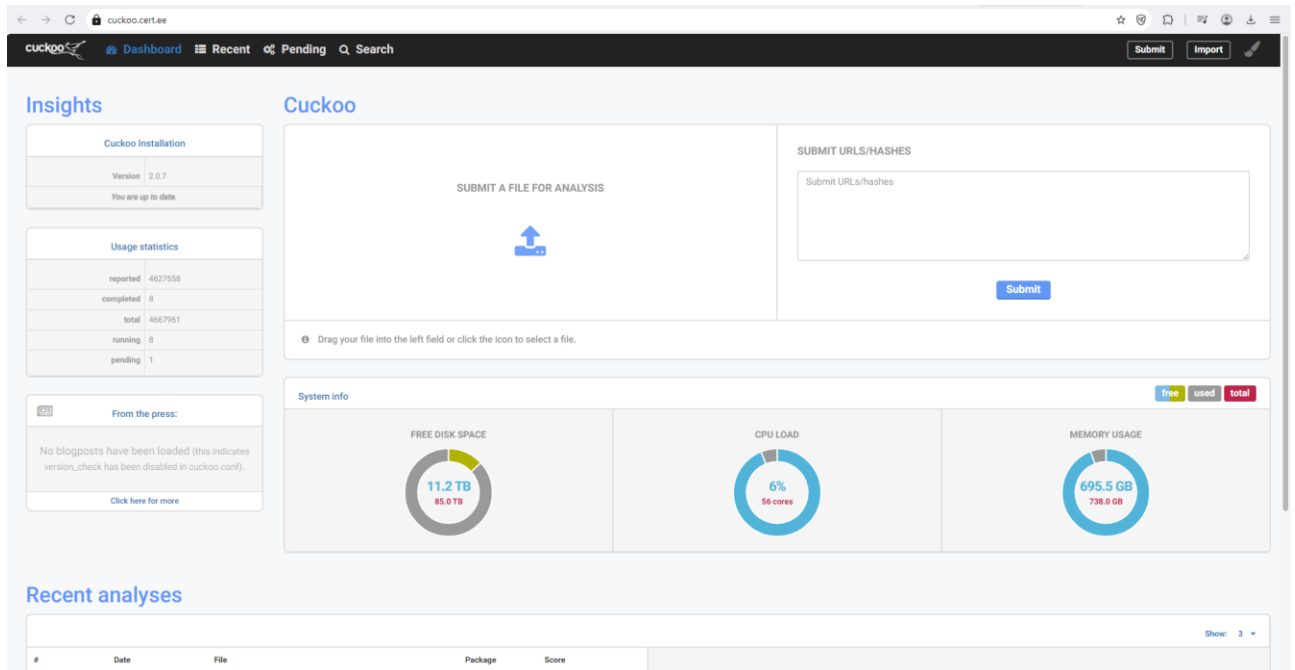 cuckoo.cert.ee
cuckoo Dashboard Recent Pending Search Submit Import
Insights
Cuckoo Installation
Version 2.0.7
You are up to date.
Usage statistics
reported 4627558
completed 8
total 4667961
running 8
pending 1
From the press:
No blogposts have been loaded (this indicates
version_check has been disabled in cuckoo.conf).
Click here for more
Cuckoo
SUBMIT A FILE FOR ANALYSIS
SUBMIT URLS/HASHES
Submit URLs/hashes
Submit
Drag your file into the left field or click the icon to select a file.
System info
free used total
FREE DISK SPACE
11.2 TB
85.0 TB
CPU LOAD
6%
56 cores
MEMORY USAGE
695.5 GB
738.0 GB
Recent analyses
Show: 3
# Date File Package Score